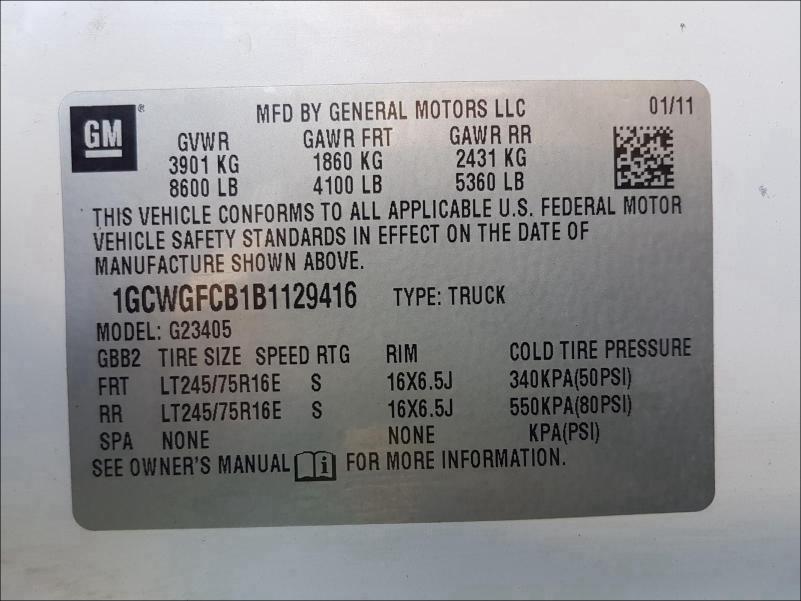 GM®
MFD BY GENERAL MOTORS LLC 01/11
GVWR GAWR FRT GAWR RR
3901 KG 1860 KG 2431 KG
8600 LB 4100 LB 5360 LB
THIS VEHICLE CONFORMS TO ALL APPLICABLE U.S. FEDERAL MOTOR
VEHICLE SAFETY STANDARDS IN EFFECT ON THE DATE OF
MANUFACTURE SHOWN ABOVE.
1GCWGFCB1B1129416 TYPE: TRUCK
MODEL: G23405
GBB2 TIRE SIZE SPEED RTG RIM COLD TIRE PRESSURE
FRT LT245/75R16E S 16X6.5J 340KPA(50PSI)
RR LT245/75R16E S 16X6.5J 550KPA(80PSI)
SPA NONE NONE KPA(PSI)
SEE OWNER'S MANUAL FOR MORE INFORMATION.